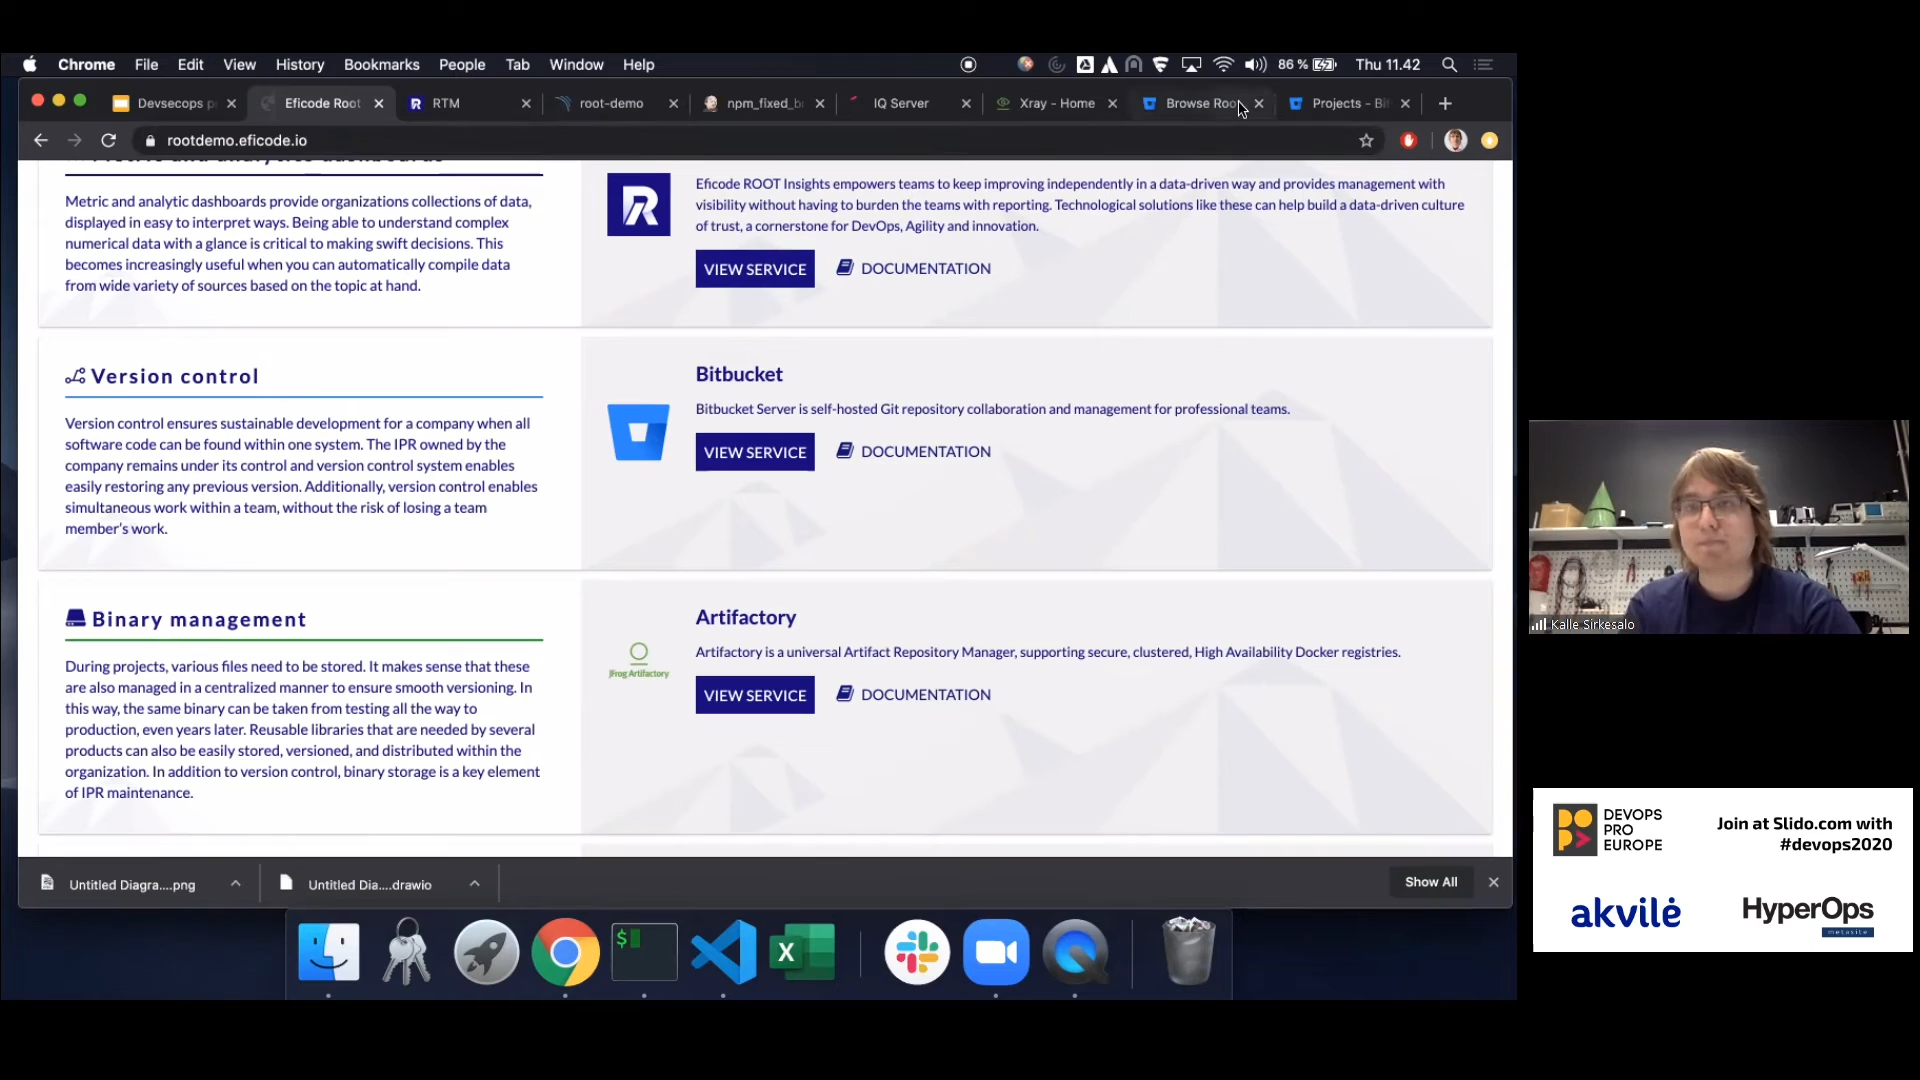 Chrome File Edit View History Bookmarks People Tab Window Help 86 % Thu 11.42
Devsecops p Eficode Root RTM root-demo npm_fixed_b IQ Server Xray - Home Browse Roo Projects - Bi
rootdemo.eficode.io
Metric and analytic dashboards provide organizations collections of data,
displayed in easy to interpret ways. Being able to understand complex
numerical data with a glance is critical to making swift decisions. This
becomes increasingly useful when you can automatically compile data
from wide variety of sources based on the topic at hand.
Eficode ROOT Insights empowers teams to keep improving independently in a data-driven way and provides management with
visibility without having to burden the teams with reporting. Technological solutions like these can help build a data-driven culture
of trust, a cornerstone for DevOps, Agility and innovation.
VIEW SERVICE DOCUMENTATION
Version control
Version control ensures sustainable development for a company when all
software code can be found within one system. The IPR owned by the
company remains under its control and version control system enables
easily restoring any previous version. Additionally, version control enables
simultaneous work within a team, without the risk of losing a team
member's work.
Bitbucket
Bitbucket Server is self-hosted Git repository collaboration and management for professional teams.
VIEW SERVICE DOCUMENTATION
Binary management
During projects, various files need to be stored. It makes sense that these
are also managed in a centralized manner to ensure smooth versioning. In
this way, the same binary can be taken from testing all the way to
production, even years later. Reusable libraries that are needed by several
products can also be easily stored, versioned, and distributed within the
organization. In addition to version control, binary storage is a key element
of IPR maintenance.
JFrog Artifactory
Artifactory
Artifactory is a universal Artifact Repository Manager, supporting secure, clustered, High Availability Docker registries.
VIEW SERVICE DOCUMENTATION
Untitled Diagra....png Untitled Dia....drawio Show All
Kalle Sirkesalo
DEVOPS
PRO
EUROPE
Join at Slido.com with
#devops2020
akvilė
HyperOps
metasite